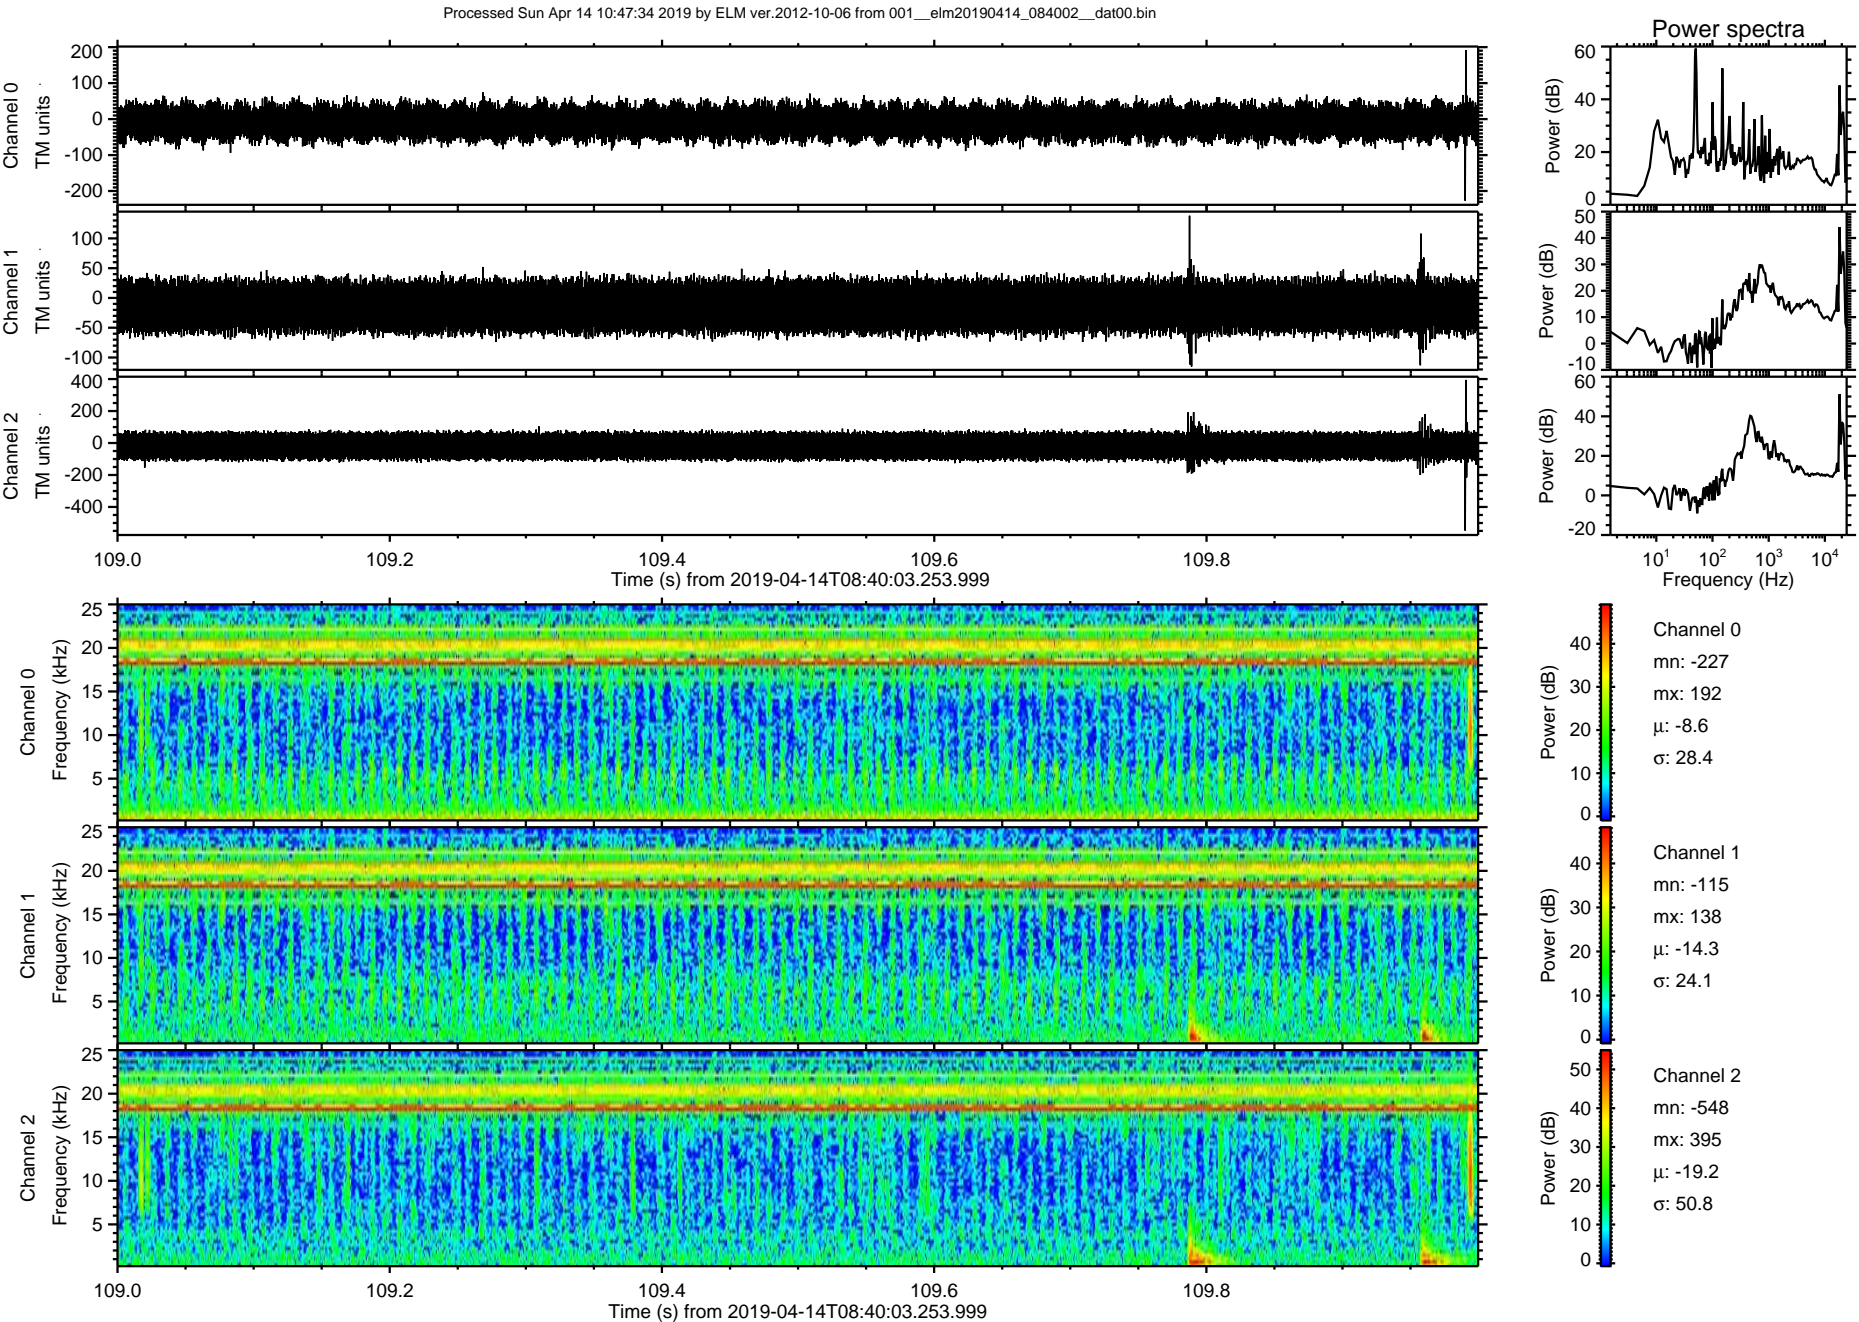 Processed Sun Apr 14 10:47:34 2019 by ELM ver.2012-10-06 from 001__elm20190414_084002__dat00.bin
Power spectra
Channel 0
TM units
200
100
0
-100
-200
Power (dB)
60
40
20
0
Channel 1
TM units
100
50
0
-50
-100
Power (dB)
50
40
30
20
10
0
-10
Channel 2
TM units
400
200
0
-200
-400
Power (dB)
60
40
20
0
-20
109.0 109.2 109.4 109.6 109.8
Time (s) from 2019-04-14T08:40:03.253.999
10¹ 10² 10³ 10⁴
Frequency (Hz)
Channel 0
Frequency (kHz)
25
20
15
10
5
Power (dB)
40
30
20
10
0
Channel 0
mn: -227
mx: 192
µ: -8.6
σ: 28.4
Channel 1
Frequency (kHz)
25
20
15
10
5
Power (dB)
40
30
20
10
0
Channel 1
mn: -115
mx: 138
µ: -14.3
σ: 24.1
Channel 2
Frequency (kHz)
25
20
15
10
5
Power (dB)
50
40
30
20
10
0
Channel 2
mn: -548
mx: 395
µ: -19.2
σ: 50.8
109.0 109.2 109.4 109.6 109.8
Time (s) from 2019-04-14T08:40:03.253.999